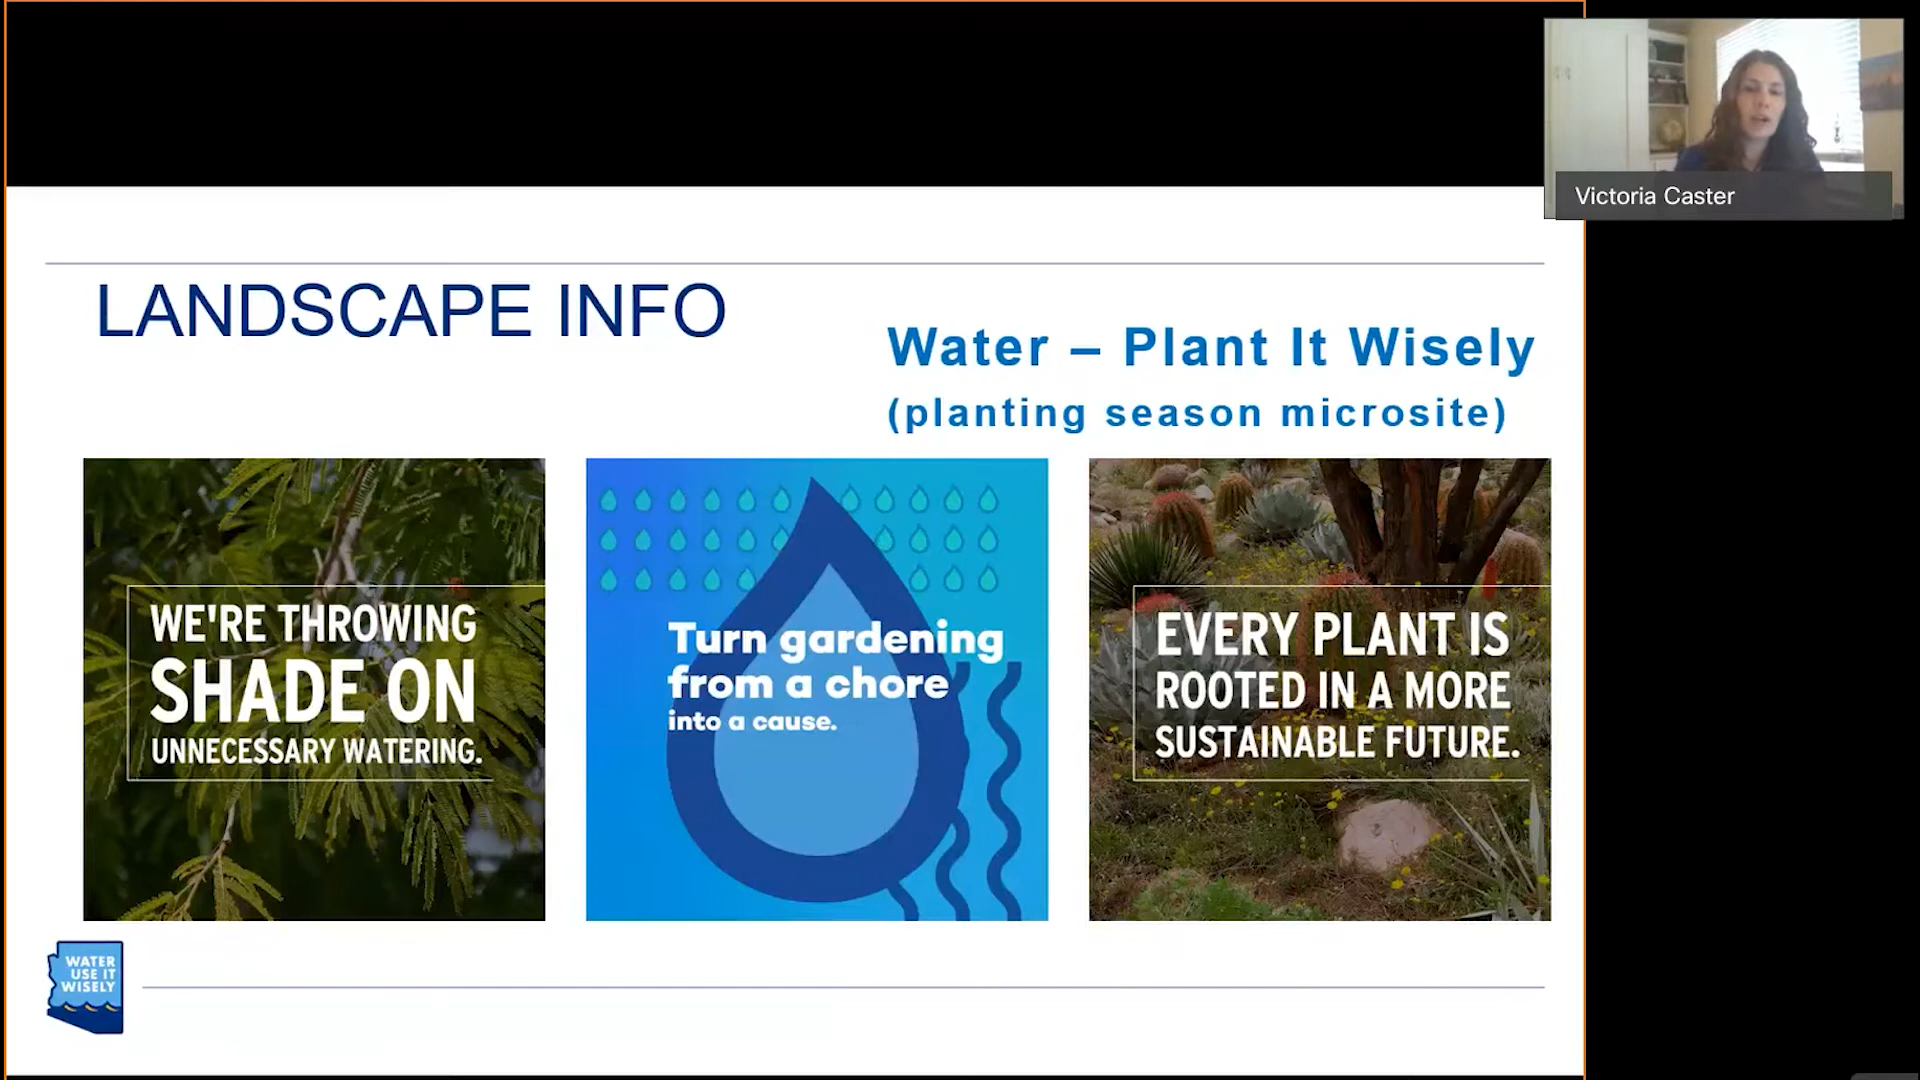 Victoria Caster
LANDSCAPE INFO
Water – Plant It Wisely
(planting season microsite)
WE'RE THROWING
SHADE ON
UNNECESSARY WATERING.
Turn gardening
from a chore
into a cause.
EVERY PLANT IS
ROOTED IN A MORE
SUSTAINABLE FUTURE.
WATER
USE IT
WISELY